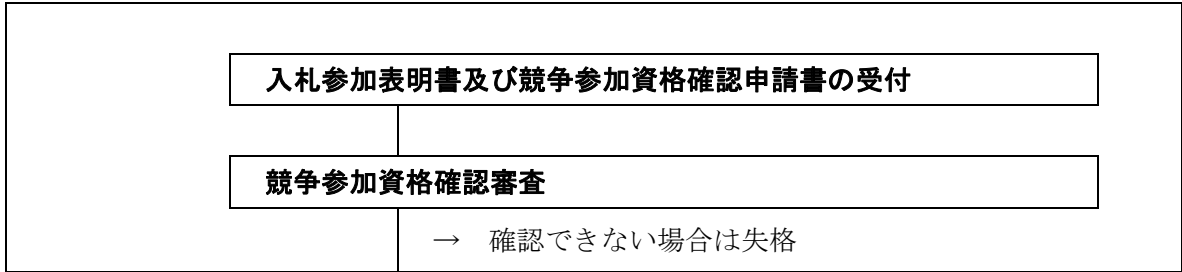 入札参加表明書及び競争参加資格確認申請書の受付
競争参加資格確認審査
→ 確認できない場合は失格